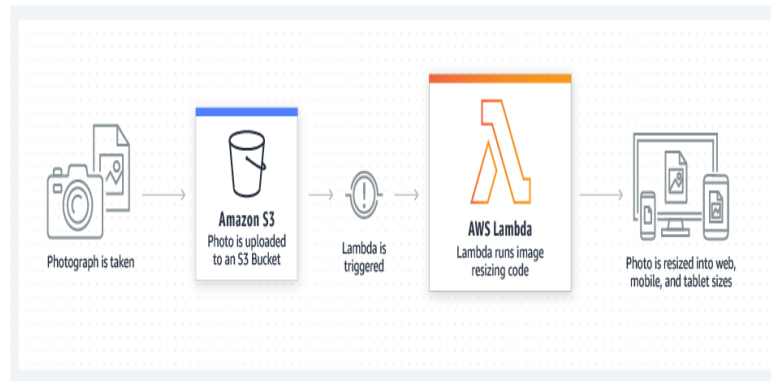 Photograph is taken
Amazon S3
Photo is uploaded
to an S3 Bucket
Lambda is
triggered
AWS Lambda
Lambda runs image
resizing code
Photo is resized into web,
mobile, and tablet sizes